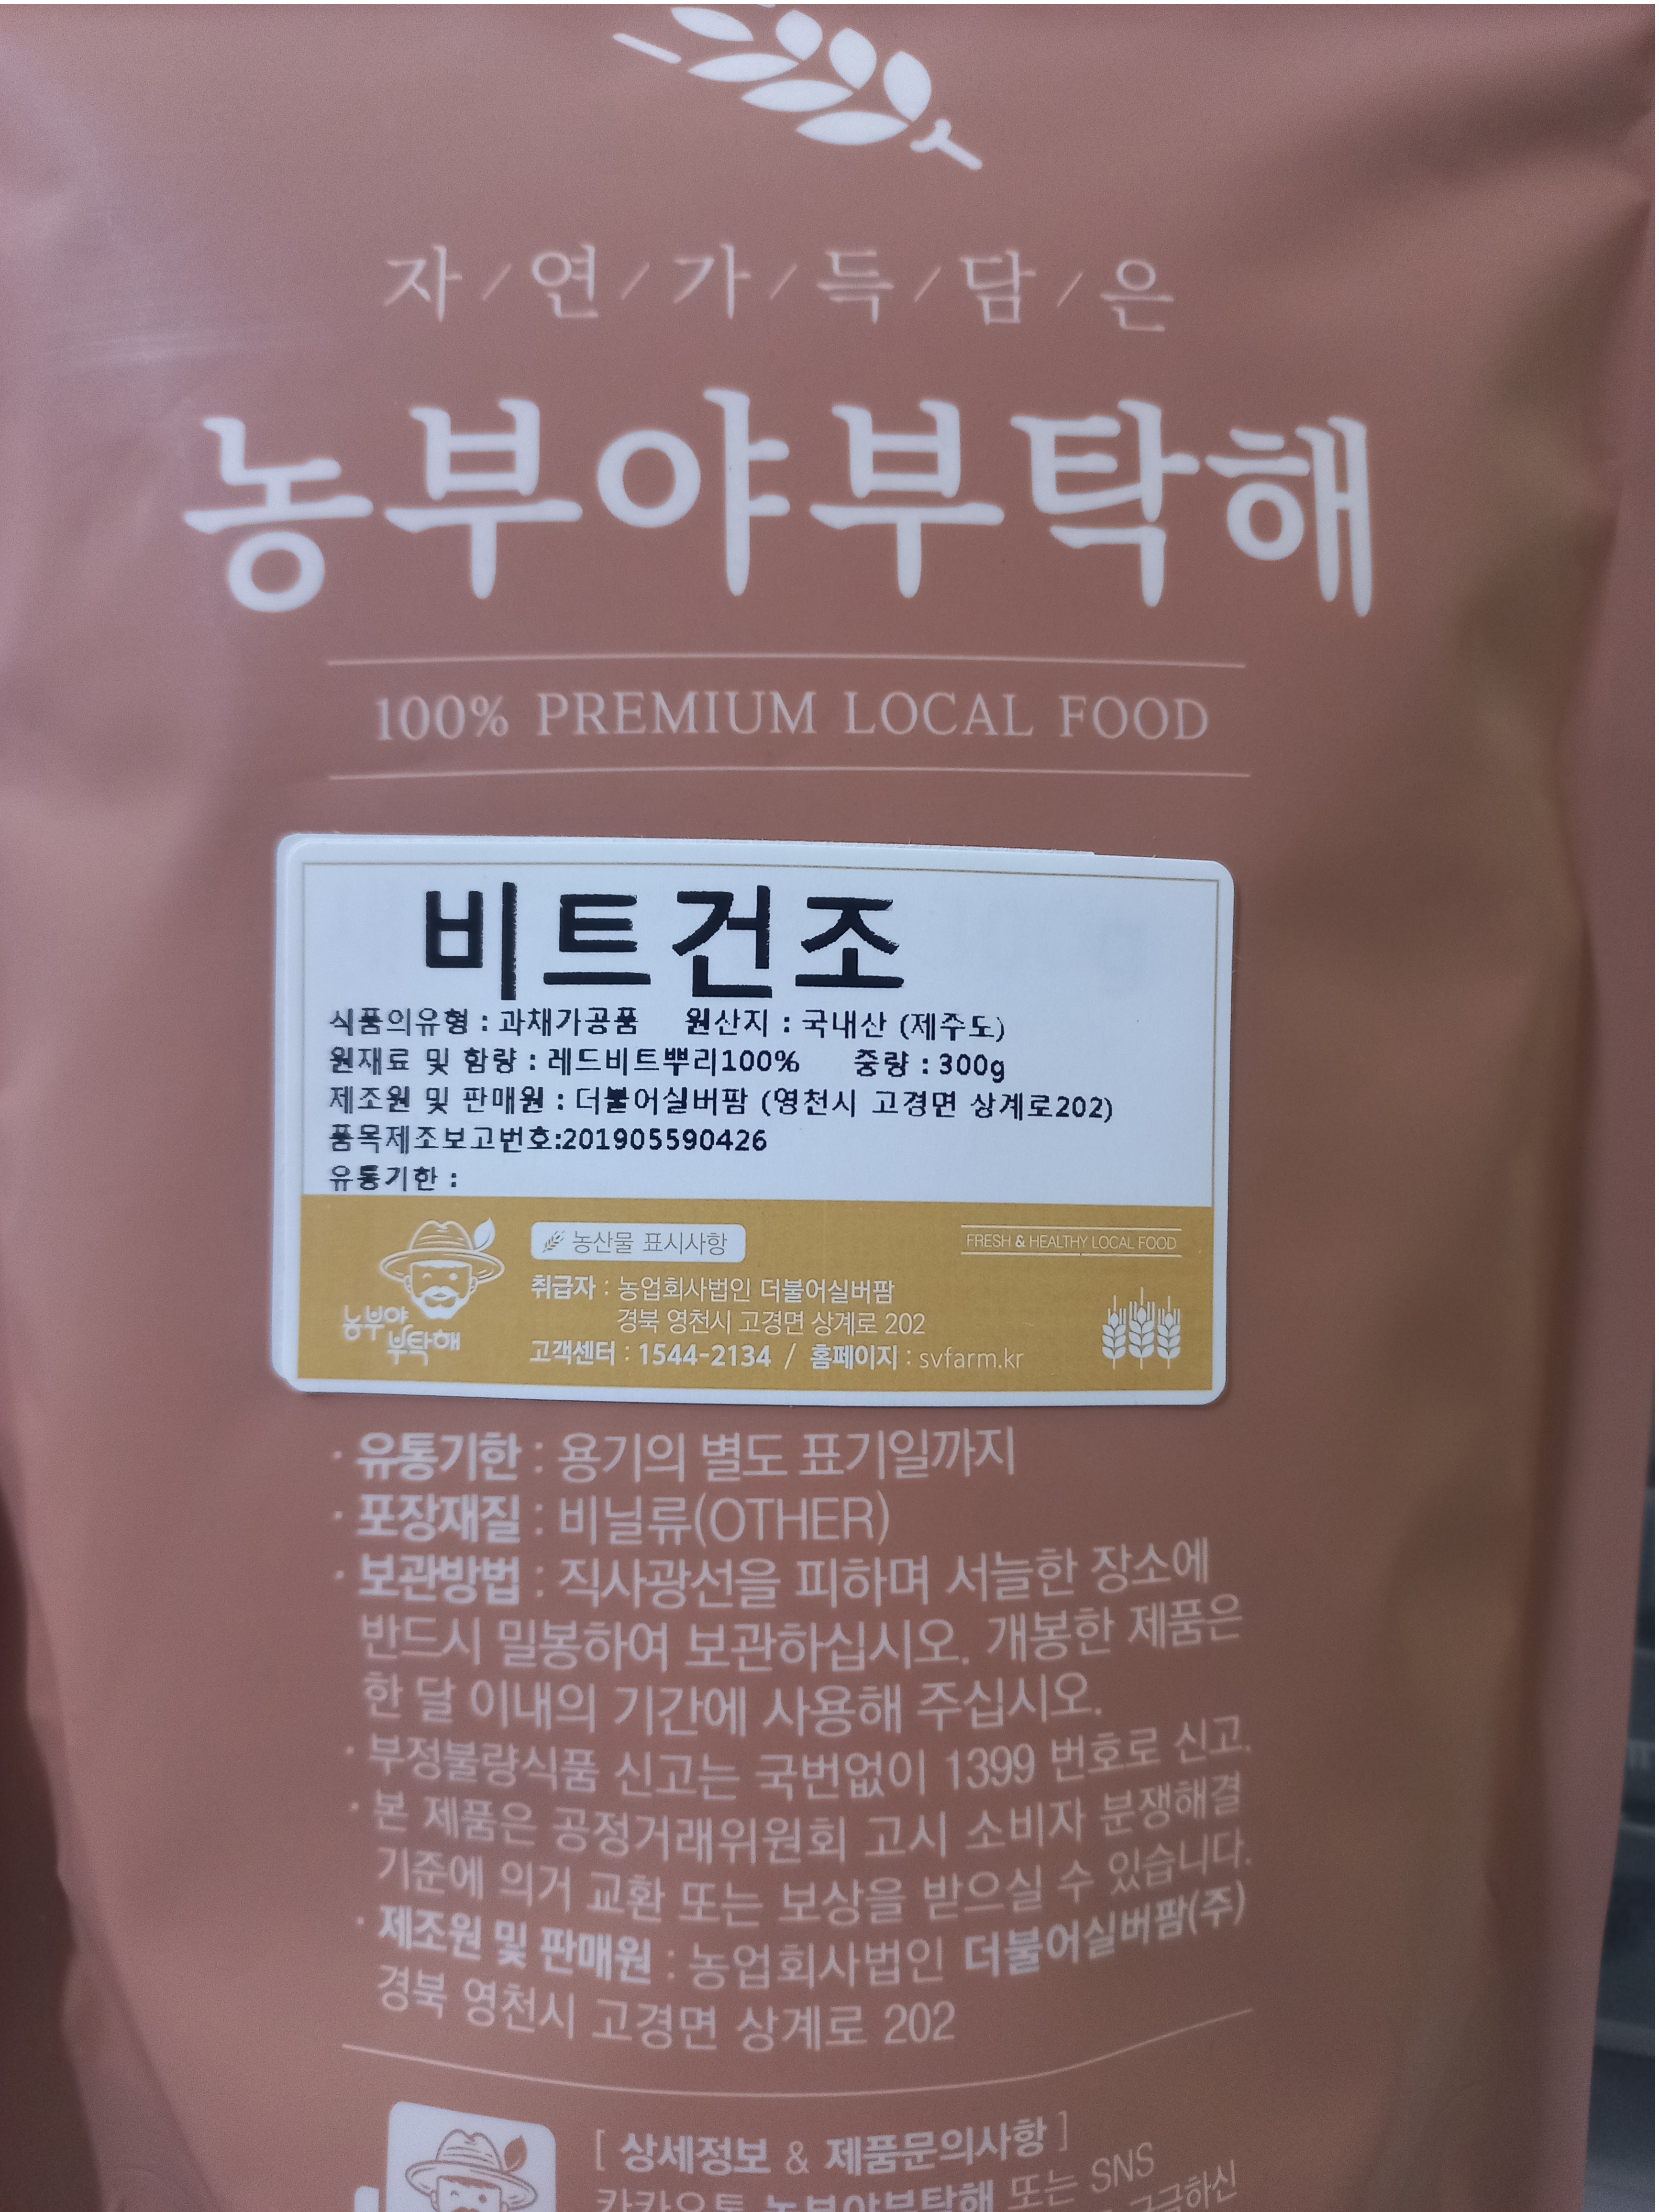 자/연/가/득/담/은
농부야부탁해
100% PREMIUM LOCAL FOOD
비트건조
식품의유형 : 과채가공품 원산지 : 국내산 (제주도)
원재료 및 함량 : 레드비트뿌리100% 중량 : 300g
제조원 및 판매원 : 더불어실버팜 (영천시 고경면 상계로202)
품목제조보고번호:201905590426
유통기한 :
농산물 표시사항
FRESH & HEALTHY LOCAL FOOD
취급자 : 농업회사법인 더불어실버팜
경북 영천시 고경면 상계로 202
고객센터 : 1544-2134 / 홈페이지 : svfarm.kr
농부야
부탁해
· 유통기한 : 용기의 별도 표기일까지
· 포장재질 : 비닐류(OTHER)
· 보관방법 : 직사광선을 피하며 서늘한 장소에
반드시 밀봉하여 보관하십시오. 개봉한 제품은
한 달 이내의 기간에 사용해 주십시오.
· 부정불량식품 신고는 국번없이 1399 번호로 신고.
· 본 제품은 공정거래위원회 고시 소비자 분쟁해결
기준에 의거 교환 또는 보상을 받으실 수 있습니다.
· 제조원 및 판매원 : 농업회사법인 더불어실버팜(주)
경북 영천시 고경면 상계로 202
[ 상세정보 & 제품문의사항 ]
카카오톡 농부야부탁해 또는 SNS
궁금하신